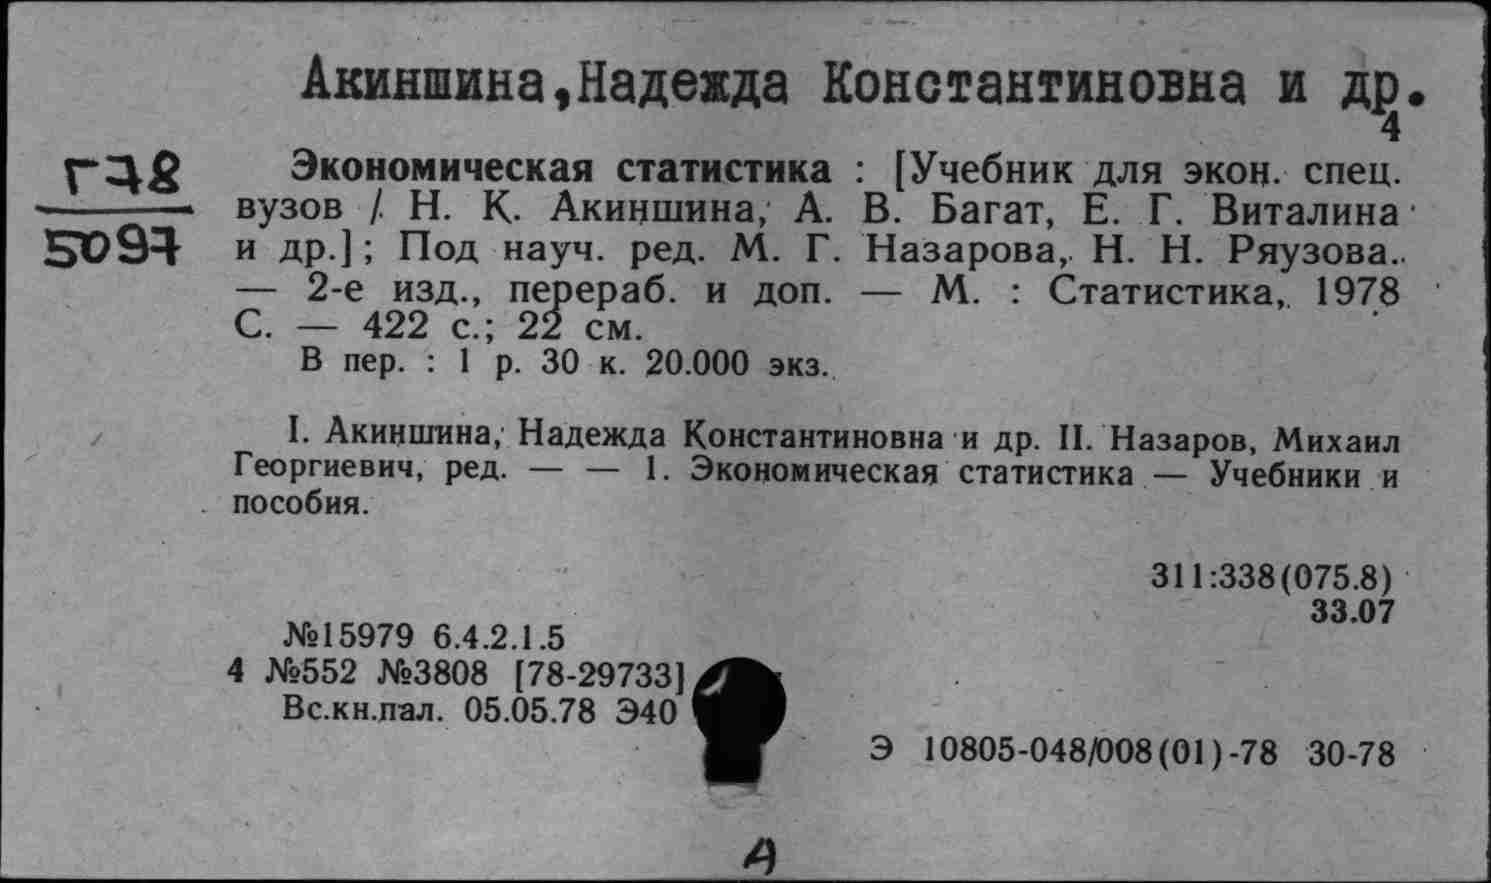 Акиншина,Надежда Константиновна и др.
4
Г78
5097
Экономическая статистика : [Учебник для экон. спец.
вузов / Н. К. Акиншина, А. В. Багат, Е. Г. Виталина
и др.]; Под науч. ред. М. Г. Назарова, Н. Н. Ряузова.
— 2-е изд., перераб. и доп. — М. : Статистика, 1978
С. — 422 с.; 22 см.
В пер. : 1 р. 30 к. 20.000 экз.
I. Акиншина, Надежда Константиновна и др. II. Назаров, Михаил
Георгиевич, ред. — — 1. Экономическая статистика — Учебники и
пособия.
311:338(075.8)
33.07
№15979 6.4.2.1.5
4 №552 №3808 [78-29733]
Вс.кн.пал. 05.05.78 Э40
Э 10805-048/008(01)-78 30-78